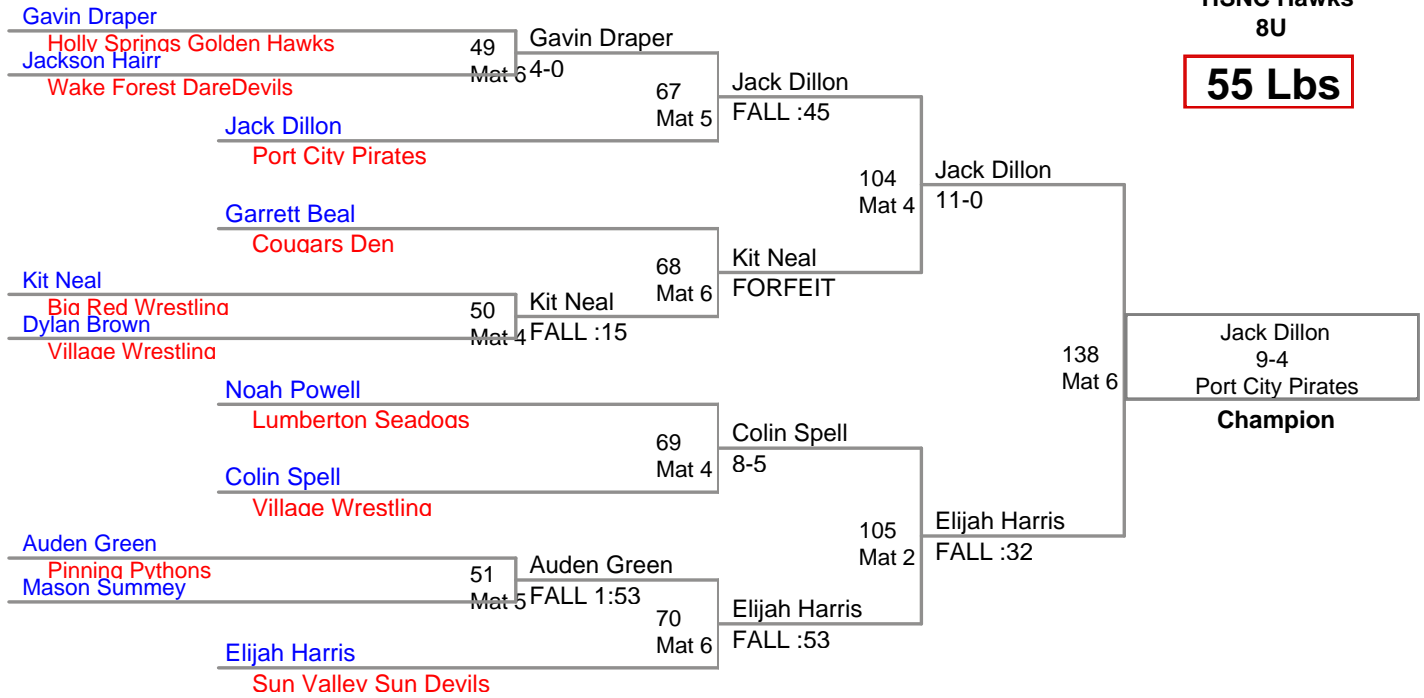 HSNC Hawks
8U
55 Lbs
Gavin Draper
Holly Springs Golden Hawks
Jackson Hairr
Wake Forest DareDevils
49
Mat 6
Gavin Draper
4-0
67
Mat 5
Jack Dillon
FALL :45
Jack Dillon
Port City Pirates
104
Mat 4
Jack Dillon
11-0
Garrett Beal
Cougars Den
68
Mat 6
Kit Neal
FORFEIT
Kit Neal
Big Red Wrestling
Dylan Brown
Village Wrestling
50
Mat 4
Kit Neal
FALL :15
138
Mat 6
Jack Dillon
9-4
Port City Pirates
Champion
Noah Powell
Lumberton Seadogs
69
Mat 4
Colin Spell
8-5
Colin Spell
Village Wrestling
105
Mat 2
Elijah Harris
FALL :32
Auden Green
Pinning Pythons
Mason Summey
51
Mat 5
Auden Green
FALL 1:53
70
Mat 6
Elijah Harris
FALL :53
Elijah Harris
Sun Valley Sun Devils